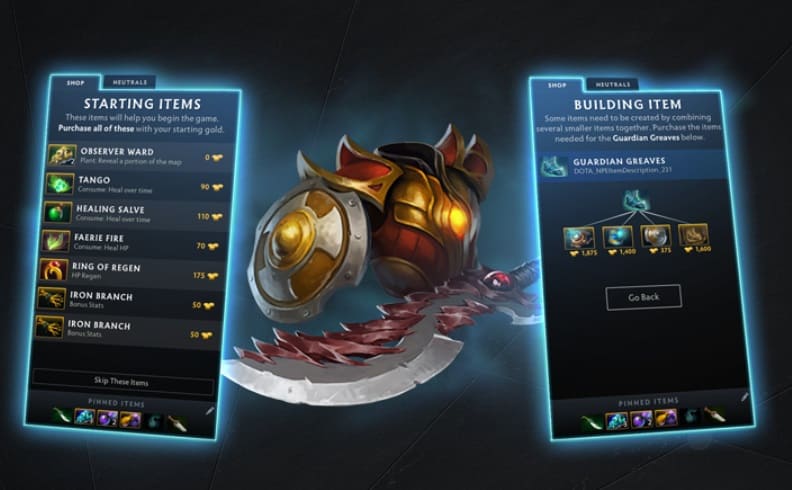 SHOP
NEUTRALS
STARTING ITEMS
These items will help you begin the game.
Purchase all of these with your starting gold.
OBSERVER WARD
Plant: Reveal a portion of the map
0
TANGO
Consume: Heal over time
90
HEALING SALVE
Consume: Heal over time
110
FAERIE FIRE
Consume: Heal HP
70
RING OF REGEN
HP Regen
175
IRON BRANCH
Bonus Stats
50
IRON BRANCH
Bonus Stats
50
Skip These Items
PINNED ITEMS
SHOP
NEUTRALS
BUILDING ITEM
Some items need to be created by combining
several smaller items together. Purchase the items
needed for the Guardian Greaves below.
GUARDIAN GREAVES
DOTA_NPEItemDescription_231
1,875
1,400
375
1,600
Go Back
PINNED ITEMS